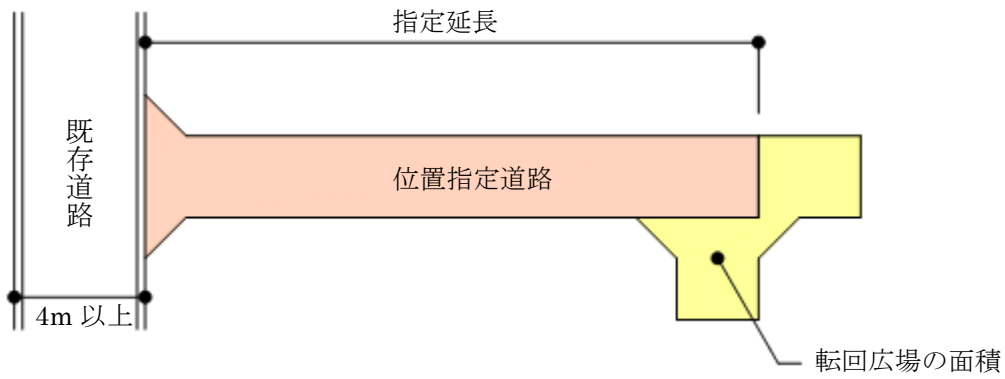 指定延長
既存道路
位置指定道路
4m 以上
転回広場の面積